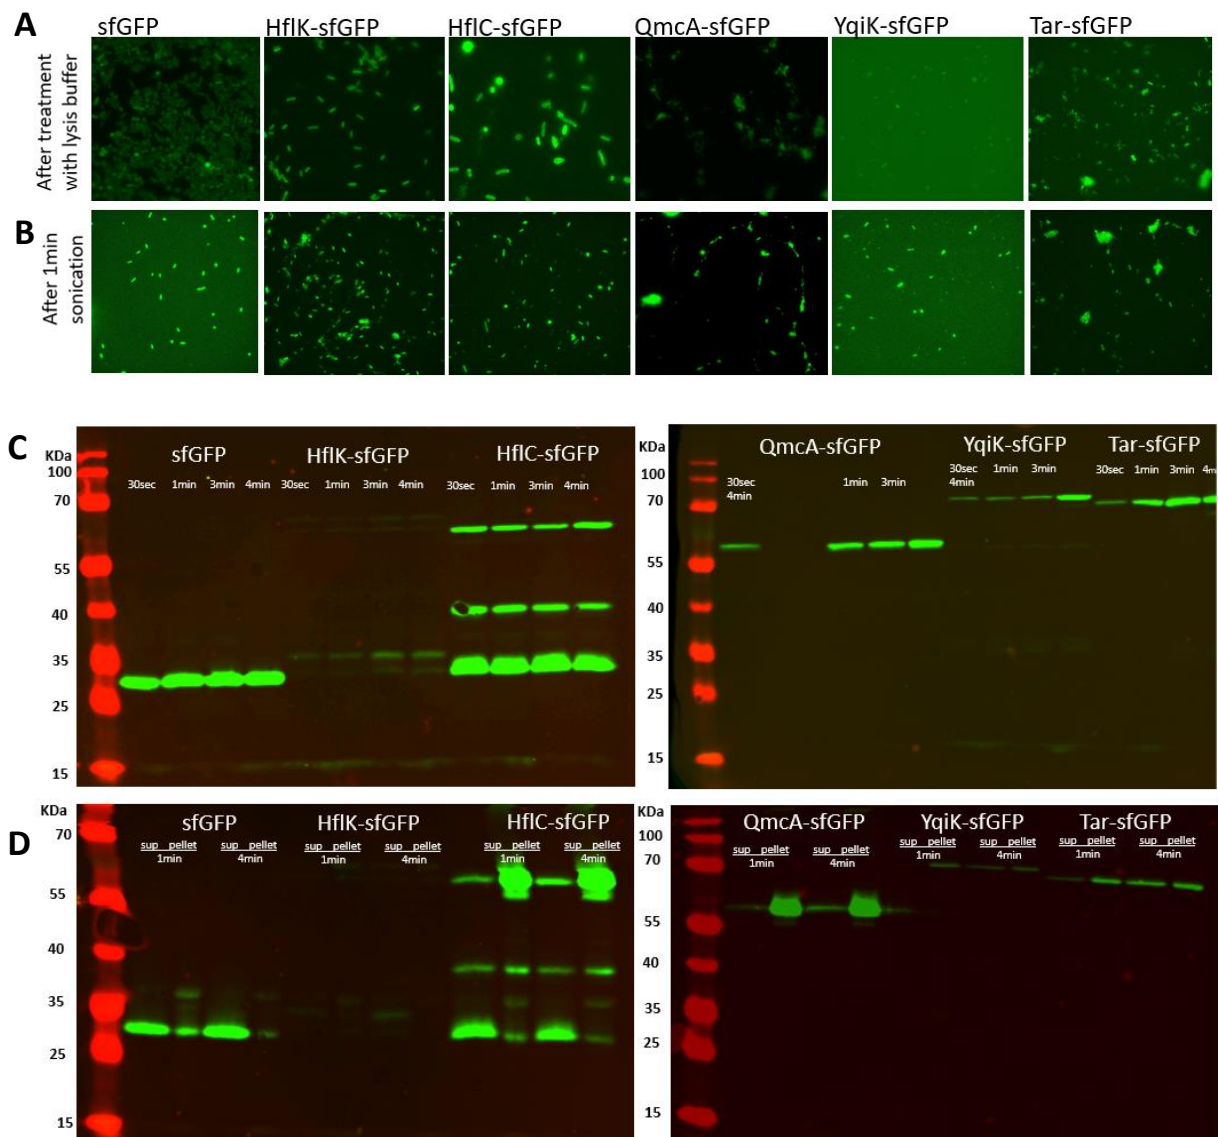 A
sfGFP HflK-sfGFP HflC-sfGFP QmcA-sfGFP YqiK-sfGFP Tar-sfGFP
After treatment
with lysis buffer
B
After 1min
sonication
C
KDa
100
70
55
40
35
25
15
sfGFP HflK-sfGFP HflC-sfGFP
30sec 1min 3min 4min 30sec 1min 3min 4min 30sec 1min 3min 4min
KDa
100
70
55
40
35
25
15
QmcA-sfGFP YqiK-sfGFP Tar-sfGFP
30sec 1min 3min 30sec 1min 3min 30sec 1min 3min 4m
4min 4min
D
KDa
70
55
40
35
25
15
sfGFP HflK-sfGFP HflC-sfGFP
sup pellet sup pellet sup pellet sup pellet sup pellet sup pellet
1min 4min 1min 4min 1min 4min
KDa
100
70
55
40
35
25
15
QmcA-sfGFP YqiK-sfGFP Tar-sfGFP
sup pellet sup pellet sup pellet sup pellet sup pellet sup pellet
1min 4min 1min 4min 1min 4min